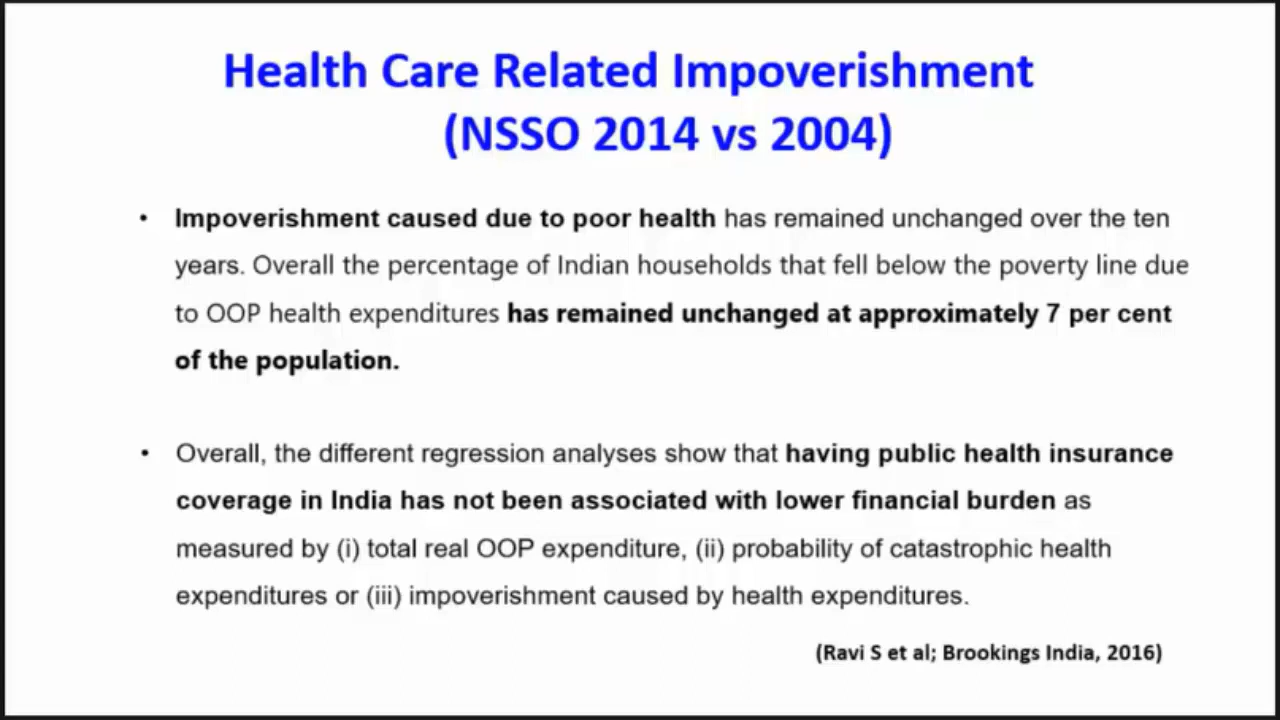 Health Care Related Impoverishment
(NSSO 2014 vs 2004)
• Impoverishment caused due to poor health has remained unchanged over the ten
years. Overall the percentage of Indian households that fell below the poverty line due
to OOP health expenditures has remained unchanged at approximately 7 per cent
of the population.
• Overall, the different regression analyses show that having public health insurance
coverage in India has not been associated with lower financial burden as
measured by (i) total real OOP expenditure, (ii) probability of catastrophic health
expenditures or (iii) impoverishment caused by health expenditures.
(Ravi S et al; Brookings India, 2016)